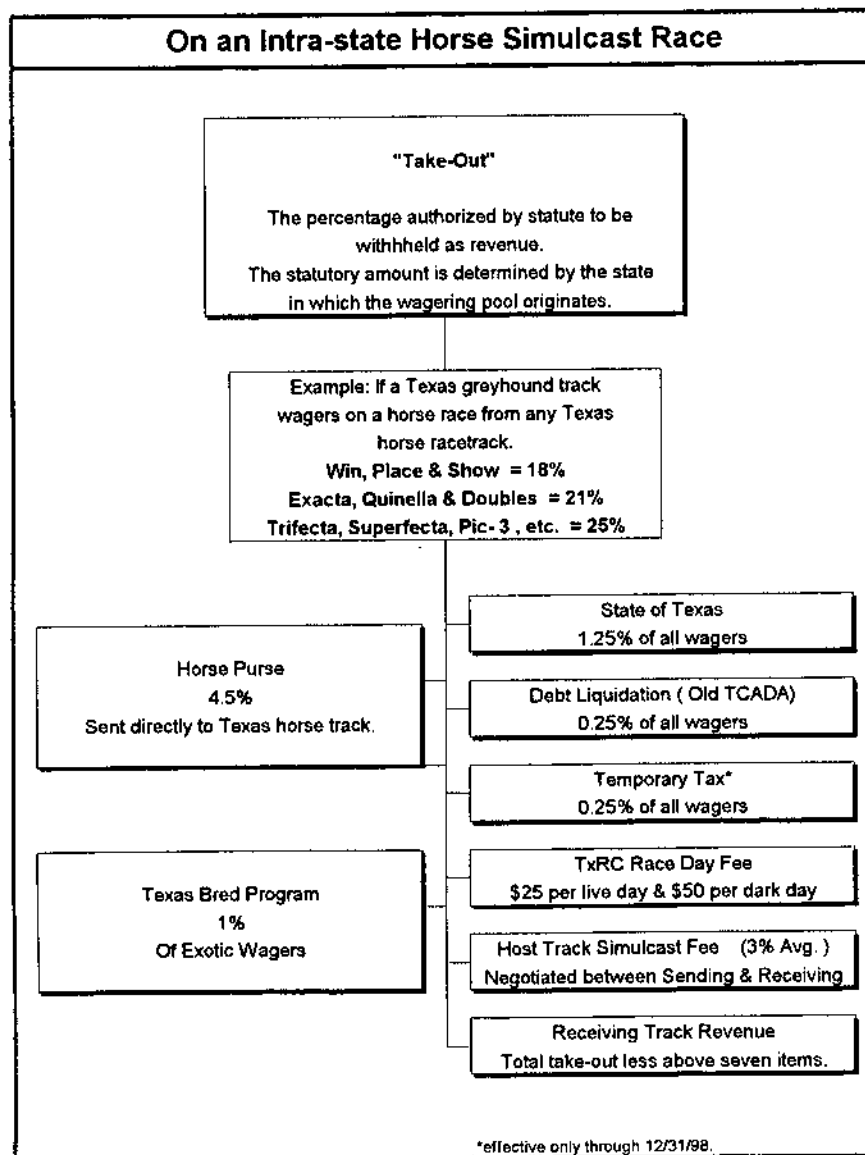 On an Intra-state Horse Simulcast Race
"Take-Out"
The percentage authorized by statute to be
withhheld as revenue.
The statutory amount is determined by the state
in which the wagering pool originates.
Example: If a Texas greyhound track
wagers on a horse race from any Texas
horse racetrack.
Win, Place & Show = 18%
Exacta, Quinella & Doubles = 21%
Trifecta, Superfecta, Pic-3 , etc. = 25%
Horse Purse
4.5%
Sent directly to Texas horse track.
Texas Bred Program
1%
Of Exotic Wagers
State of Texas
1.25% of all wagers
Debt Liquidation ( Old TCADA)
0.25% of all wagers
Temporary Tax*
0.25% of all wagers
TxRC Race Day Fee
$25 per live day & $50 per dark day
Host Track Simulcast Fee (3% Avg. )
Negotiated between Sending & Receiving
Receiving Track Revenue
Total take-out less above seven items.
*effective only through 12/31/98.